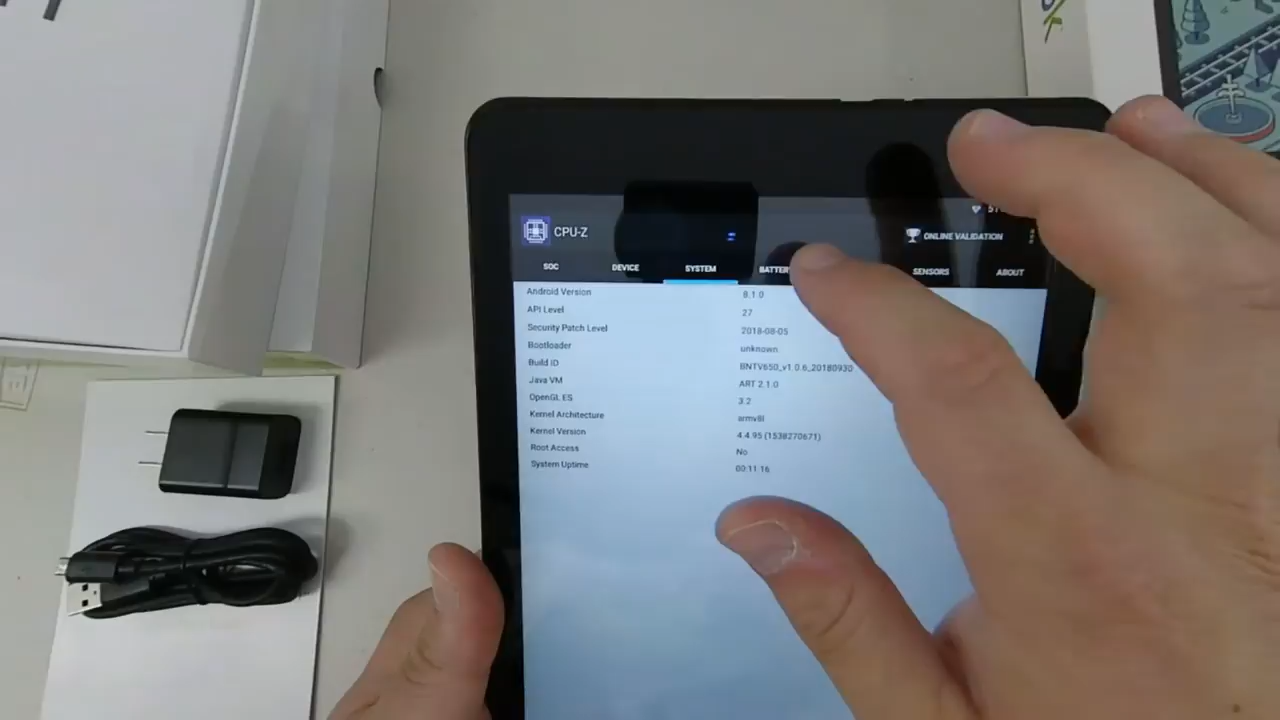 CPU-Z
ONLINE VALIDATION
SOC DEVICE SYSTEM SENSORS ABOUT
Android Version 8.1.0
API Level 27
Security Patch Level 2018-08-05
Bootloader unknown
Build ID BNTV650_v1.0.6_20180930
Java VM ART 2.1.0
OpenGL ES 3.2
Kernel Architecture armv8l
Kernel Version 4.4.95 (1538270671)
Root Access No
System Uptime 00:11:16